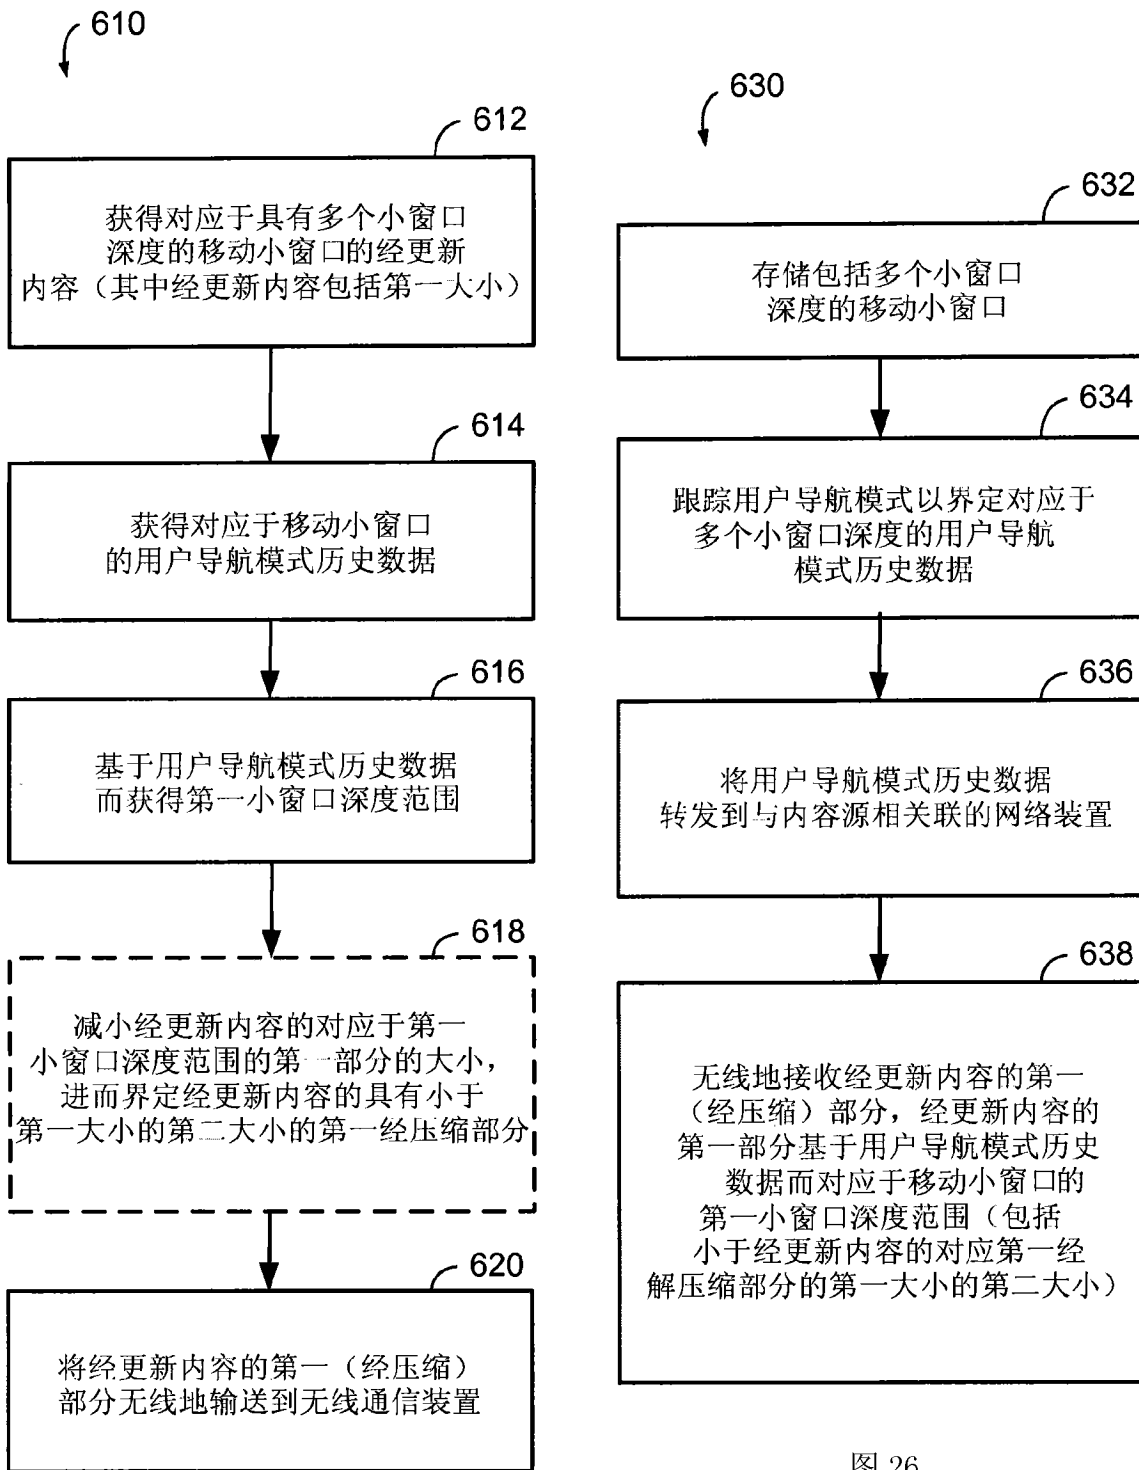 610
612
获得对应于具有多个小窗口
深度的移动小窗口的经更新
内容（其中经更新内容包括第一大小）
614
获得对应于移动小窗口
的用户导航模式历史数据
616
基于用户导航模式历史数据
而获得第一小窗口深度范围
618
减小经更新内容的对应于第一
小窗口深度范围的第一部分的大小，
进而界定经更新内容的具有小于
第一大小的第二大小的第一经压缩部分
620
将经更新内容的第一（经压缩）
部分无线地输送到无线通信装置
630
632
存储包括多个小窗口
深度的移动小窗口
634
跟踪用户导航模式以界定对应于
多个小窗口深度的用户导航
模式历史数据
636
将用户导航模式历史数据
转发到与内容源相关联的网络装置
638
无线地接收经更新内容的第一
（经压缩）部分，经更新内容的
第一部分基于用户导航模式历史
数据而对应于移动小窗口的
第一小窗口深度范围（包括
小于经更新内容的对应第一经
解压缩部分的第一大小的第二大小）
图 26